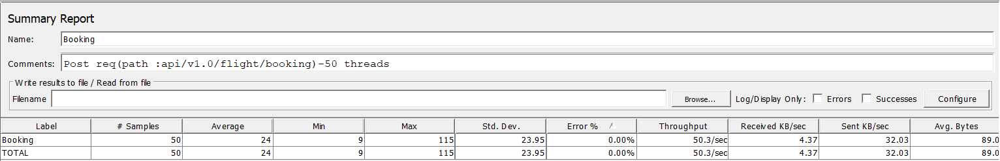 Summary Report
Name: Booking
Comments: Post req(path :api/v1.0/flight/booking)-50 threads
Write results to file / Read from file
Filename Browse... Log/Display Only: Errors Successes Configure
Label # Samples Average Min Max Std. Dev. Error % Throughput Received KB/sec Sent KB/sec Avg. Bytes
Booking 50 24 9 115 23.95 0.00% 50.3/sec 4.37 32.03 89.0
TOTAL 50 24 9 115 23.95 0.00% 50.3/sec 4.37 32.03 89.0